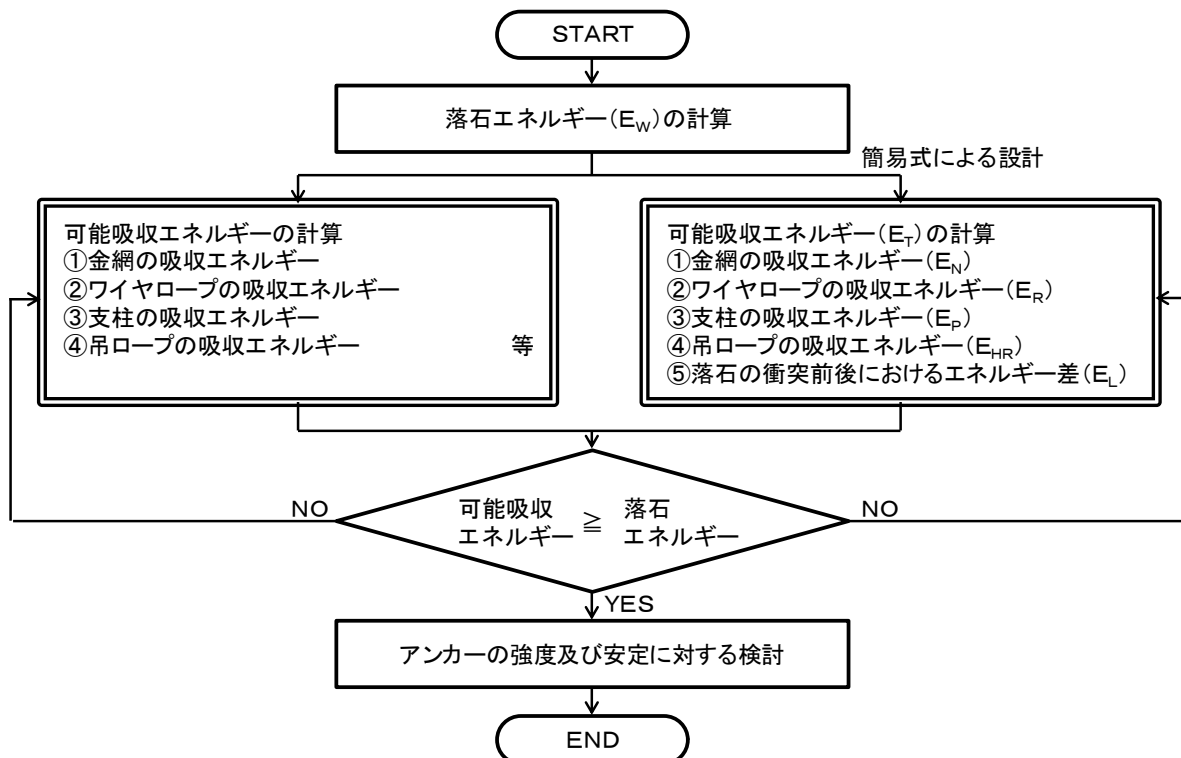 START
落石エネルギー(EW)の計算
簡易式による設計
可能吸収エネルギーの計算
①金網の吸収エネルギー
②ワイヤロープの吸収エネルギー
③支柱の吸収エネルギー
④吊ロープの吸収エネルギー 等
可能吸収エネルギー(ET)の計算
①金網の吸収エネルギー(EN)
②ワイヤロープの吸収エネルギー(ER)
③支柱の吸収エネルギー(EP)
④吊ロープの吸収エネルギー(EHR)
⑤落石の衝突前後におけるエネルギー差(EL)
NO
可能吸収 落石
エネルギー ≧ エネルギー
NO
YES
アンカーの強度及び安定に対する検討
END